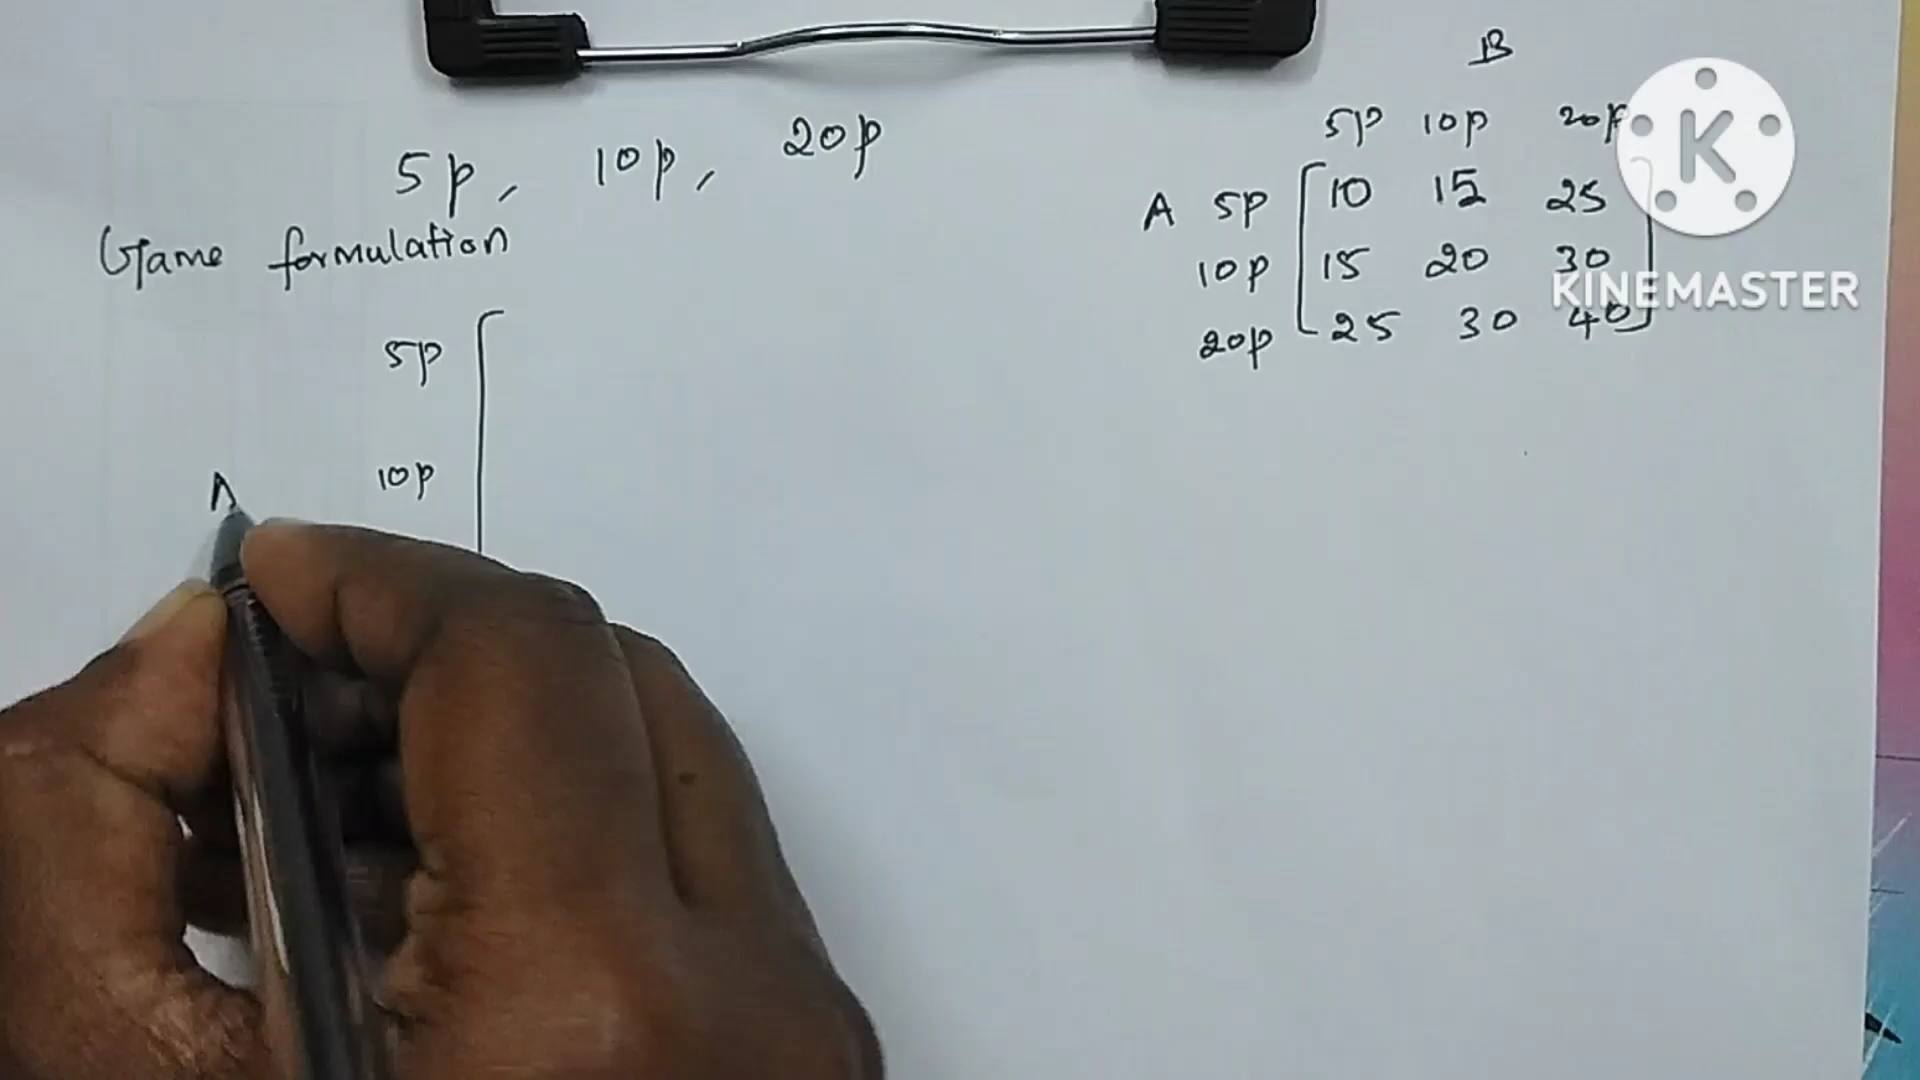 B
5p, 10p, 20p
5p 10p 20p
A 5p 10 15 25
Game formulation
10p 15 20 30
KINEMASTER
20p 25 30 40
5p
10p
A